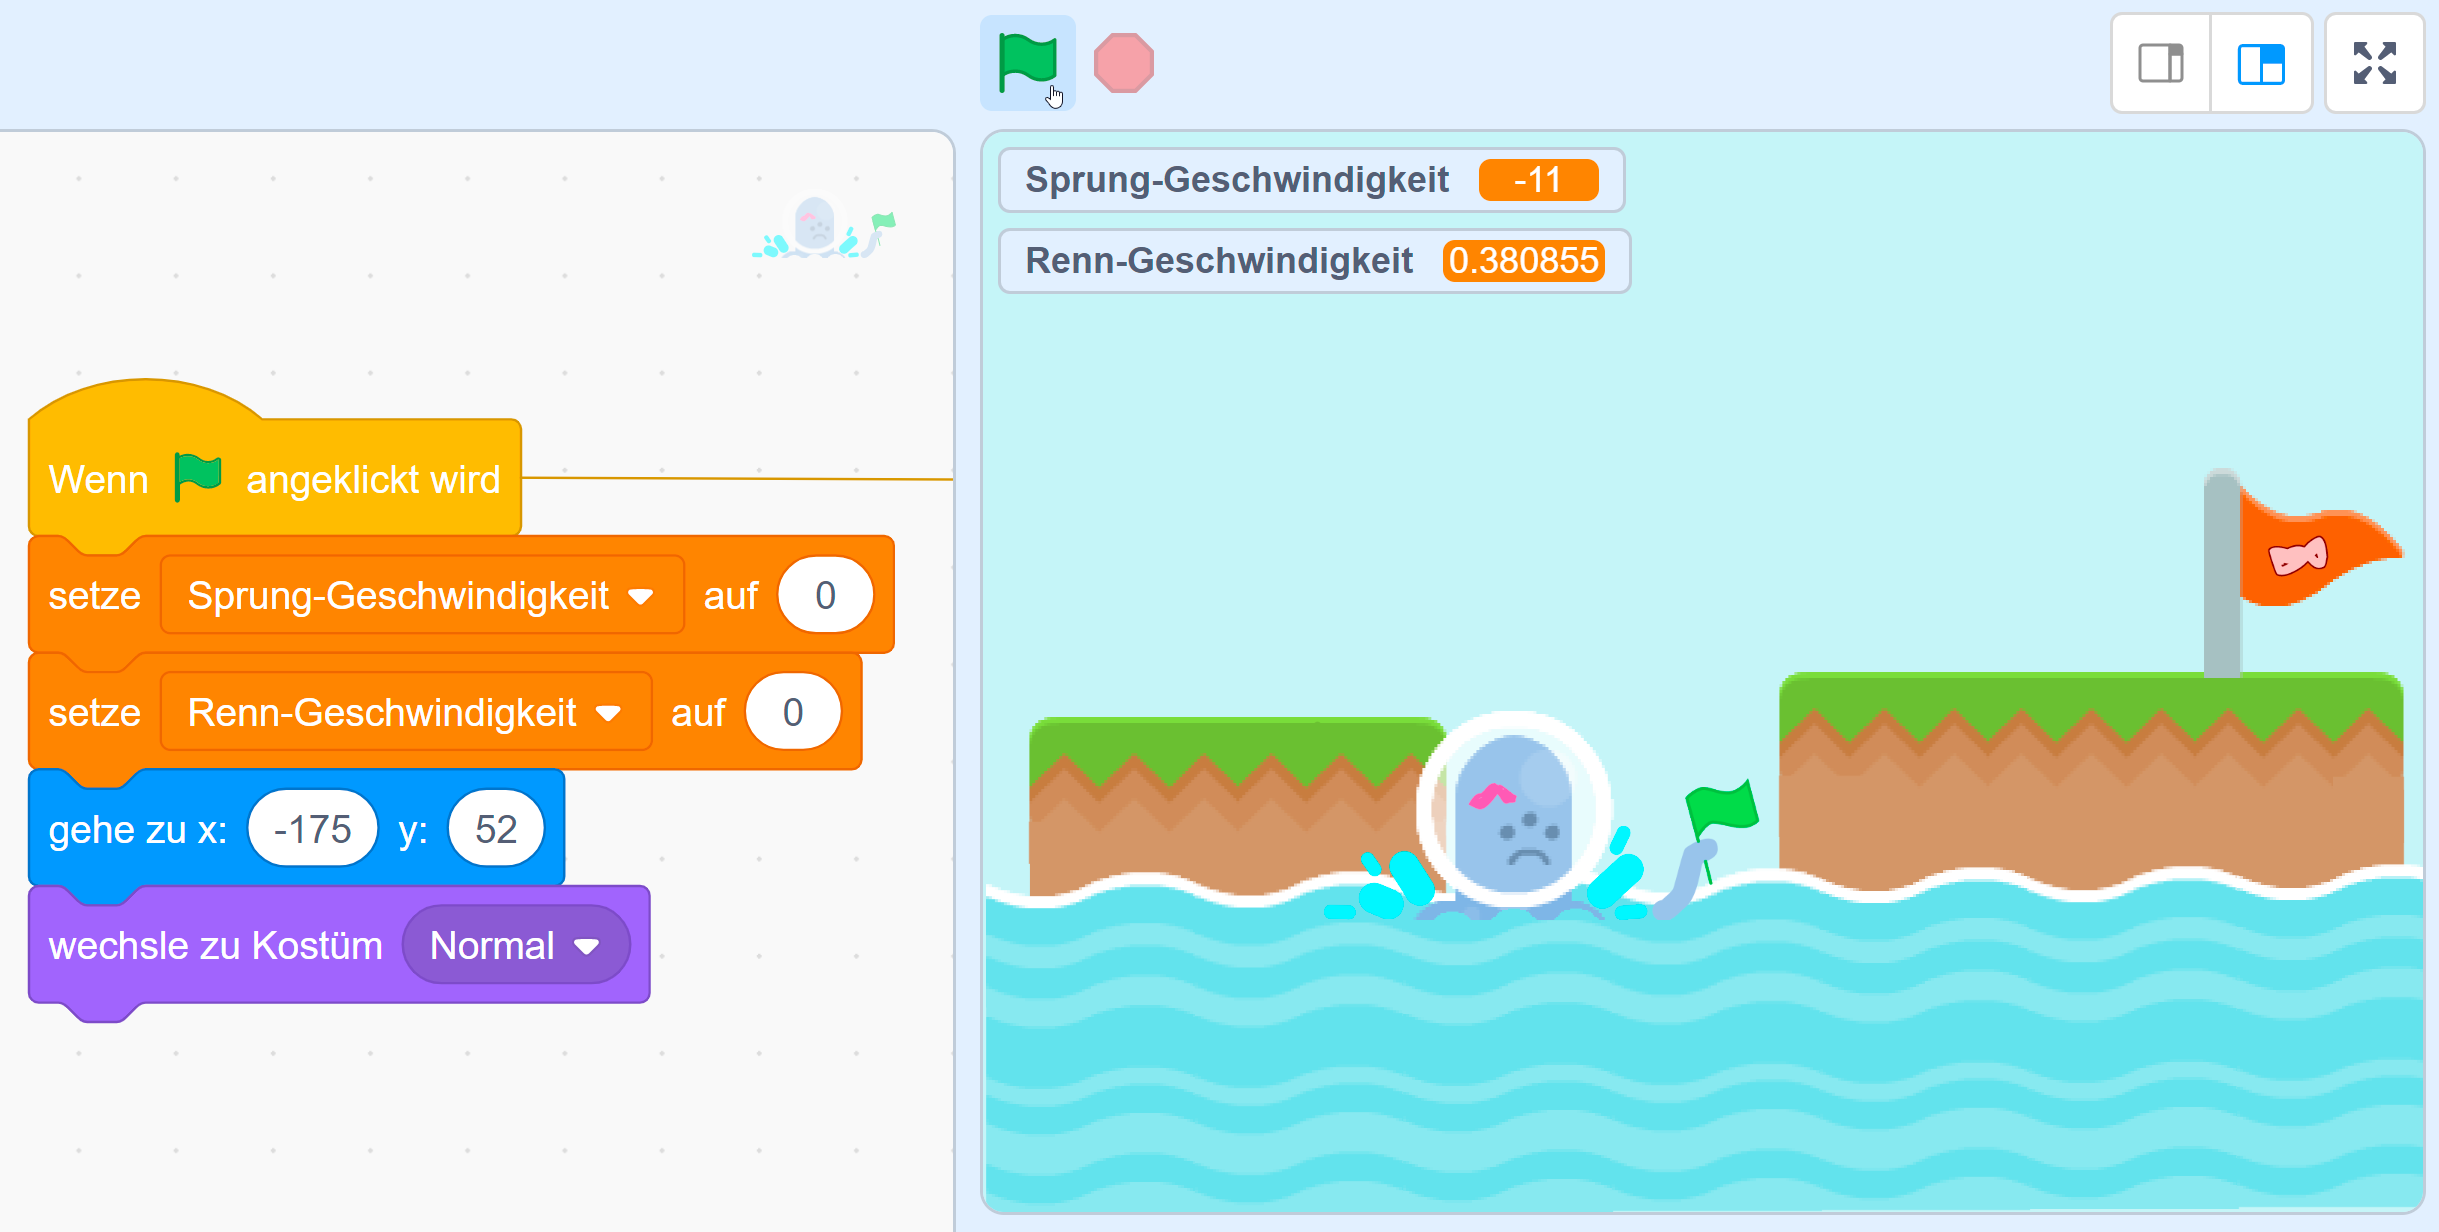 Sprung-Geschwindigkeit -11
Renn-Geschwindigkeit 0.380855
Wenn angeklickt wird
setze Sprung-Geschwindigkeit auf 0
setze Renn-Geschwindigkeit auf 0
gehe zu x: -175 y: 52
wechsle zu Kostüm Normal